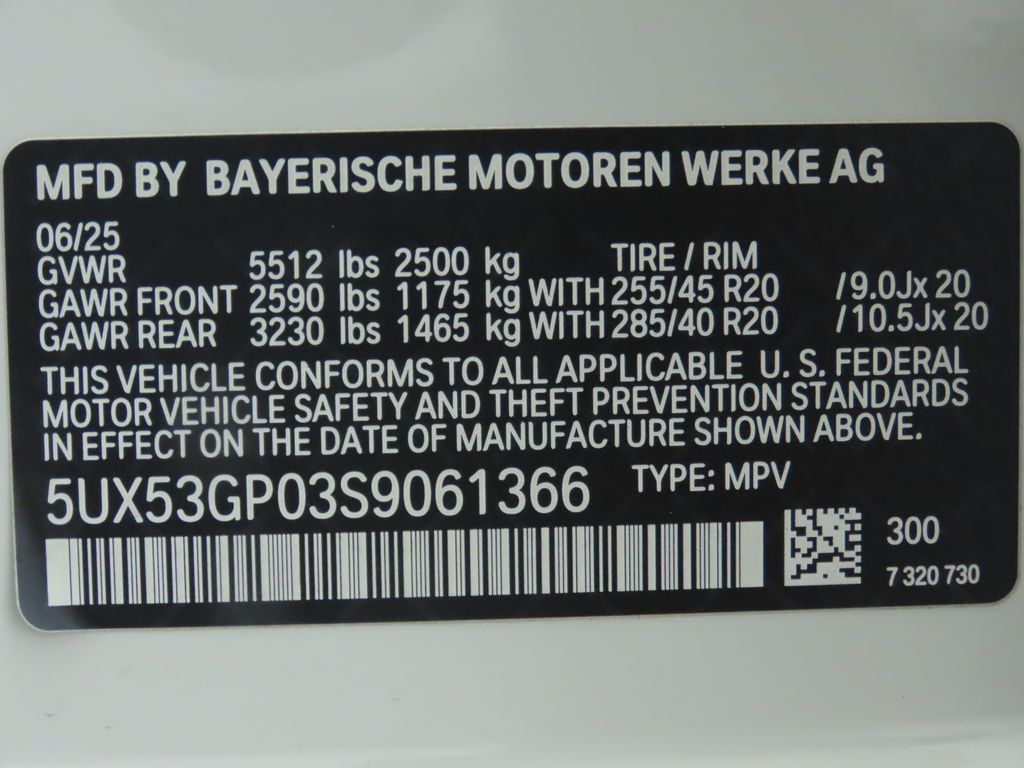 MFD BY BAYERISCHE MOTOREN WERKE AG
06/25
GVWR 5512 lbs 2500 kg TIRE / RIM
GAWR FRONT 2590 lbs 1175 kg WITH 255/45 R20 /9.0Jx 20
GAWR REAR 3230 lbs 1465 kg WITH 285/40 R20 /10.5Jx 20
THIS VEHICLE CONFORMS TO ALL APPLICABLE U. S. FEDERAL
MOTOR VEHICLE SAFETY AND THEFT PREVENTION STANDARDS
IN EFFECT ON THE DATE OF MANUFACTURE SHOWN ABOVE.
5UX53GP03S9061366 TYPE: MPV
300
7 320 730